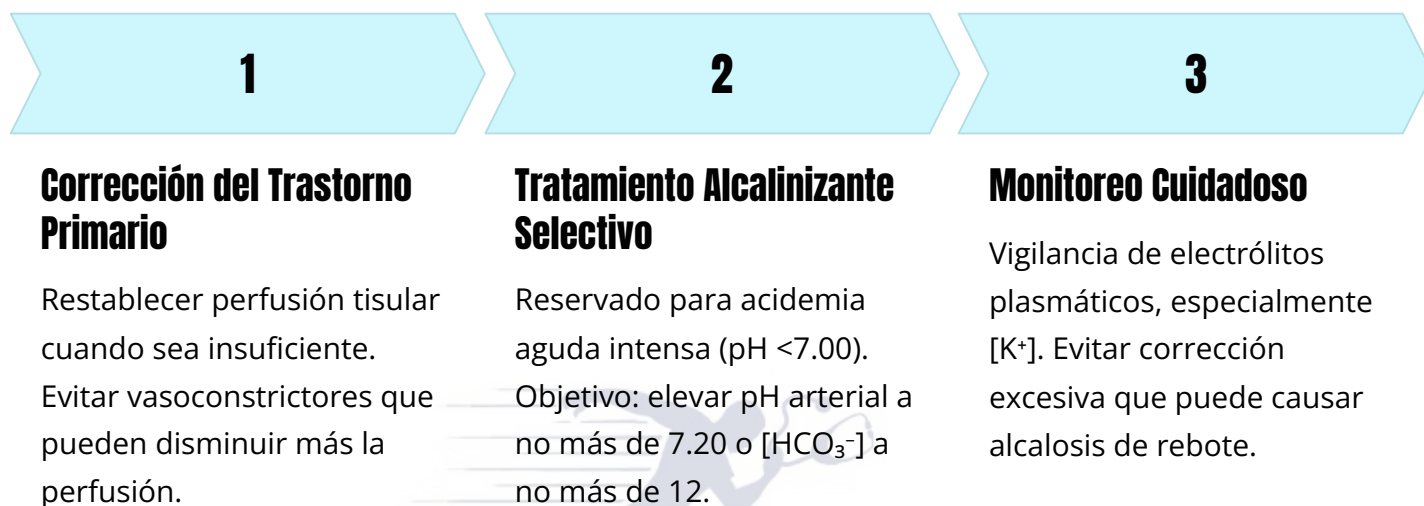 1
Corrección del Trastorno
Primario
Restablecer perfusión tisular
cuando sea insuficiente.
Evitar vasoconstrictores que
pueden disminuir más la
perfusión.
2
Tratamiento Alcalinizante
Selectivo
Reservado para acidemia
aguda intensa (pH <7.00).
Objetivo: elevar pH arterial a
no más de 7.20 o [HCO₃⁻] a
no más de 12.
3
Monitoreo Cuidadoso
Vigilancia de electrólitos
plasmáticos, especialmente
[K⁺]. Evitar corrección
excesiva que puede causar
alcalosis de rebote.